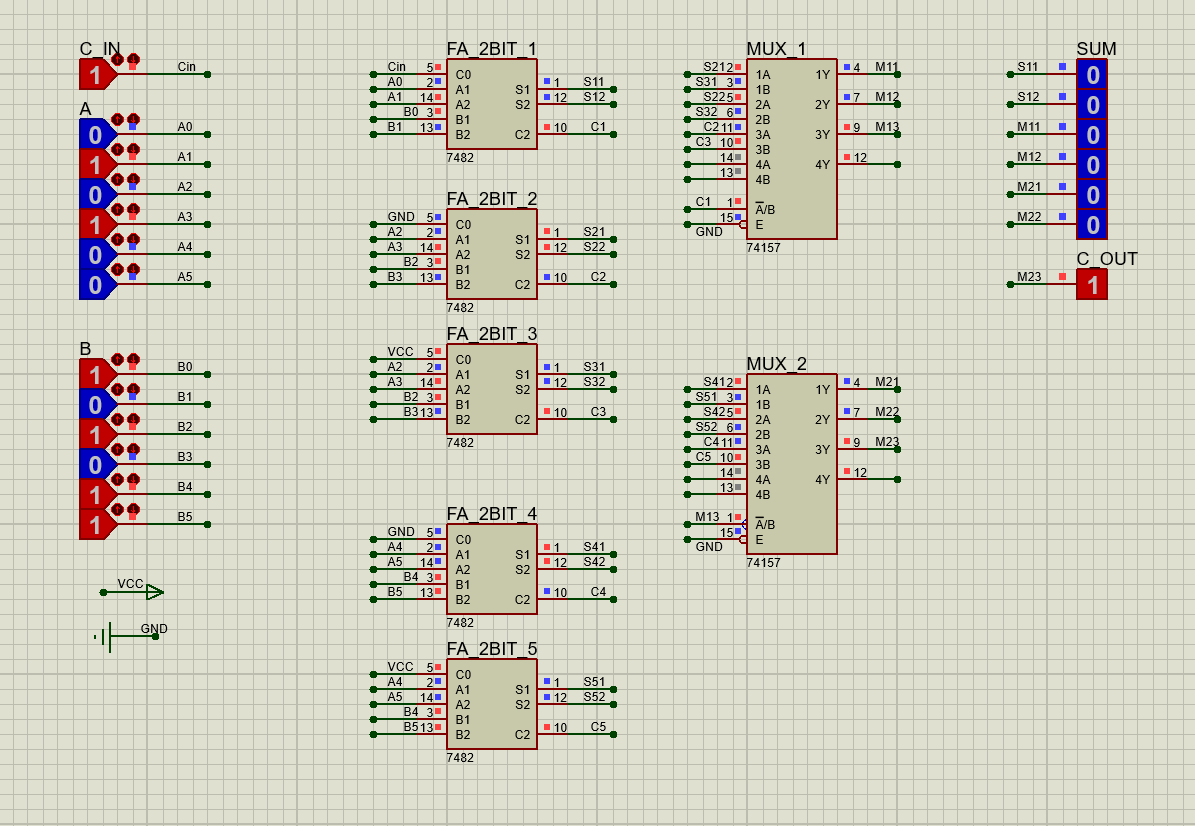 C_IN
1 Cin
A
0 A0
1 A1
0 A2
1 A3
0 A4
0 A5
B
1 B0
0 B1
1 B2
0 B3
1 B4
1 B5
VCC
GND
FA_2BIT_1
Cin 5 C0
A0 2 A1 S1 1 S11
A1 14 A2 S2 12 S12
B0 3 B1
B1 13 B2 C2 10 C1
7482
FA_2BIT_2
GND 5 C0
A2 2 A1 S1 1 S21
A3 14 A2 S2 12 S22
B2 3 B1
B3 13 B2 C2 10 C2
7482
FA_2BIT_3
VCC 5 C0
A2 2 A1 S1 1 S31
A3 14 A2 S2 12 S32
B2 3 B1
B3 13 B2 C2 10 C3
7482
FA_2BIT_4
GND 5 C0
A4 2 A1 S1 1 S41
A5 14 A2 S2 12 S42
B4 3 B1
B5 13 B2 C2 10 C4
7482
FA_2BIT_5
VCC 5 C0
A4 2 A1 S1 1 S51
A5 14 A2 S2 12 S52
B4 3 B1
B5 13 B2 C2 10 C5
7482
MUX_1
S21 2 1A 1Y 4 M11
S31 3 1B
S22 5 2A 2Y 7 M12
S32 6 2B
C2 11 3A 3Y 9 M13
C3 10 3B
14 4A 4Y 12
13 4B
C1 1 A/B
GND 15 E
74157
MUX_2
S41 2 1A 1Y 4 M21
S51 3 1B
S42 5 2A 2Y 7 M22
S52 6 2B
C4 11 3A 3Y 9 M23
C5 10 3B
14 4A 4Y 12
13 4B
M13 1 A/B
GND 15 E
74157
SUM
S11 0
S12 0
M11 0
M12 0
M21 0
M22 0
C_OUT
M23 1